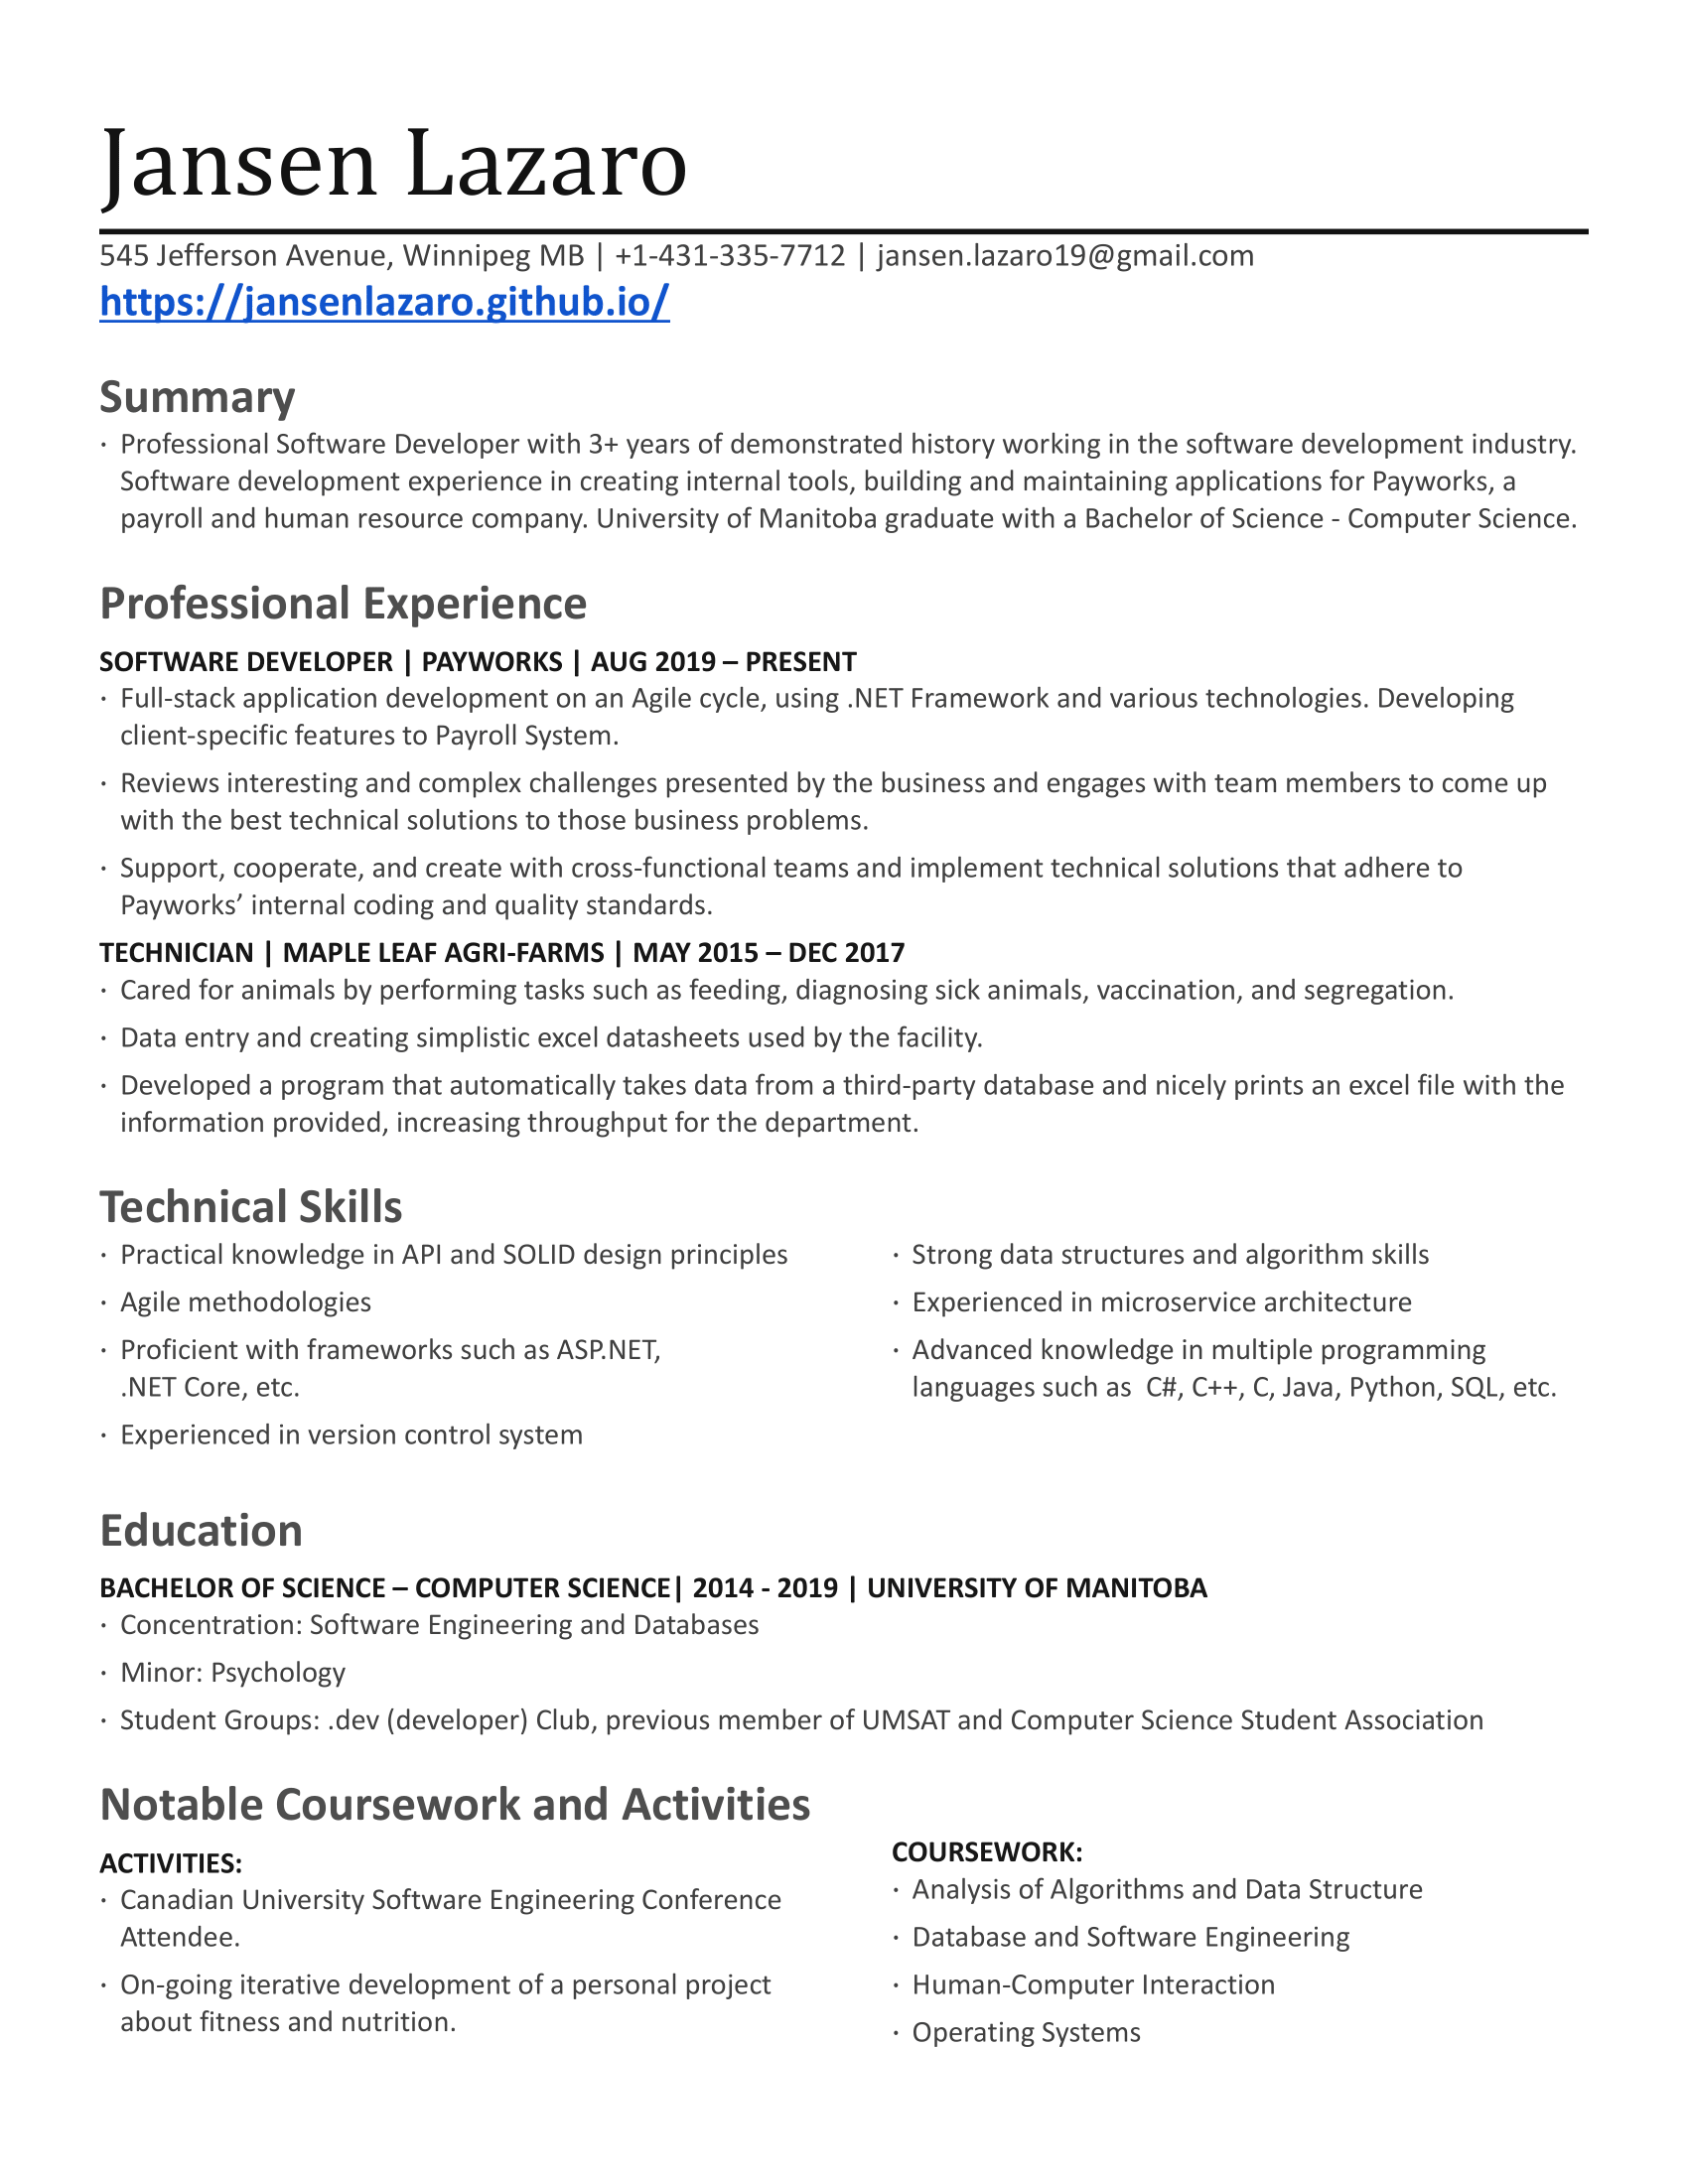 Jansen Lazaro
545 Jefferson Avenue, Winnipeg MB | +1-431-335-7712 | jansen.lazaro19@gmail.com
https://jansenlazaro.github.io/
Summary
· Professional Software Developer with 3+ years of demonstrated history working in the software development industry.
Software development experience in creating internal tools, building and maintaining applications for Payworks, a
payroll and human resource company. University of Manitoba graduate with a Bachelor of Science - Computer Science.
Professional Experience
SOFTWARE DEVELOPER | PAYWORKS | AUG 2019 – PRESENT
· Full-stack application development on an Agile cycle, using .NET Framework and various technologies. Developing
client-specific features to Payroll System.
· Reviews interesting and complex challenges presented by the business and engages with team members to come up
with the best technical solutions to those business problems.
· Support, cooperate, and create with cross-functional teams and implement technical solutions that adhere to
Payworks’ internal coding and quality standards.
TECHNICIAN | MAPLE LEAF AGRI-FARMS | MAY 2015 – DEC 2017
· Cared for animals by performing tasks such as feeding, diagnosing sick animals, vaccination, and segregation.
· Data entry and creating simplistic excel datasheets used by the facility.
· Developed a program that automatically takes data from a third-party database and nicely prints an excel file with the
information provided, increasing throughput for the department.
Technical Skills
· Practical knowledge in API and SOLID design principles
· Agile methodologies
· Proficient with frameworks such as ASP.NET,
.NET Core, etc.
· Experienced in version control system
· Strong data structures and algorithm skills
· Experienced in microservice architecture
· Advanced knowledge in multiple programming
languages such as  C#, C++, C, Java, Python, SQL, etc.
Education
BACHELOR OF SCIENCE – COMPUTER SCIENCE| 2014 - 2019 | UNIVERSITY OF MANITOBA
· Concentration: Software Engineering and Databases
· Minor: Psychology
· Student Groups: .dev (developer) Club, previous member of UMSAT and Computer Science Student Association
Notable Coursework and Activities
ACTIVITIES:
· Canadian University Software Engineering Conference
Attendee.
· On-going iterative development of a personal project
about fitness and nutrition.
COURSEWORK:
· Analysis of Algorithms and Data Structure
· Database and Software Engineering
· Human-Computer Interaction
· Operating Systems